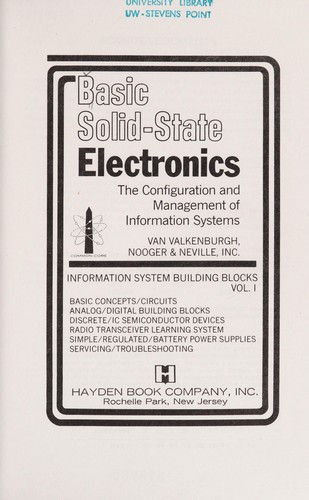 UNIVERSITY LIBRARY
UW-STEVENS POINT
Basic
Solid-State
Electronics
The Configuration and
Management of
Information Systems
VAN VALKENBURGH,
NOOGER & NEVILLE, INC.
COMMON-CORE
INFORMATION SYSTEM BUILDING BLOCKS
VOL. I
BASIC CONCEPTS/CIRCUITS
ANALOG/DIGITAL BUILDING BLOCKS
DISCRETE/IC SEMICONDUCTOR DEVICES
RADIO TRANSCEIVER LEARNING SYSTEM
SIMPLE/REGULATED/BATTERY POWER SUPPLIES
SERVICING/TROUBLESHOOTING
HAYDEN BOOK COMPANY, INC.
Rochelle Park, New Jersey